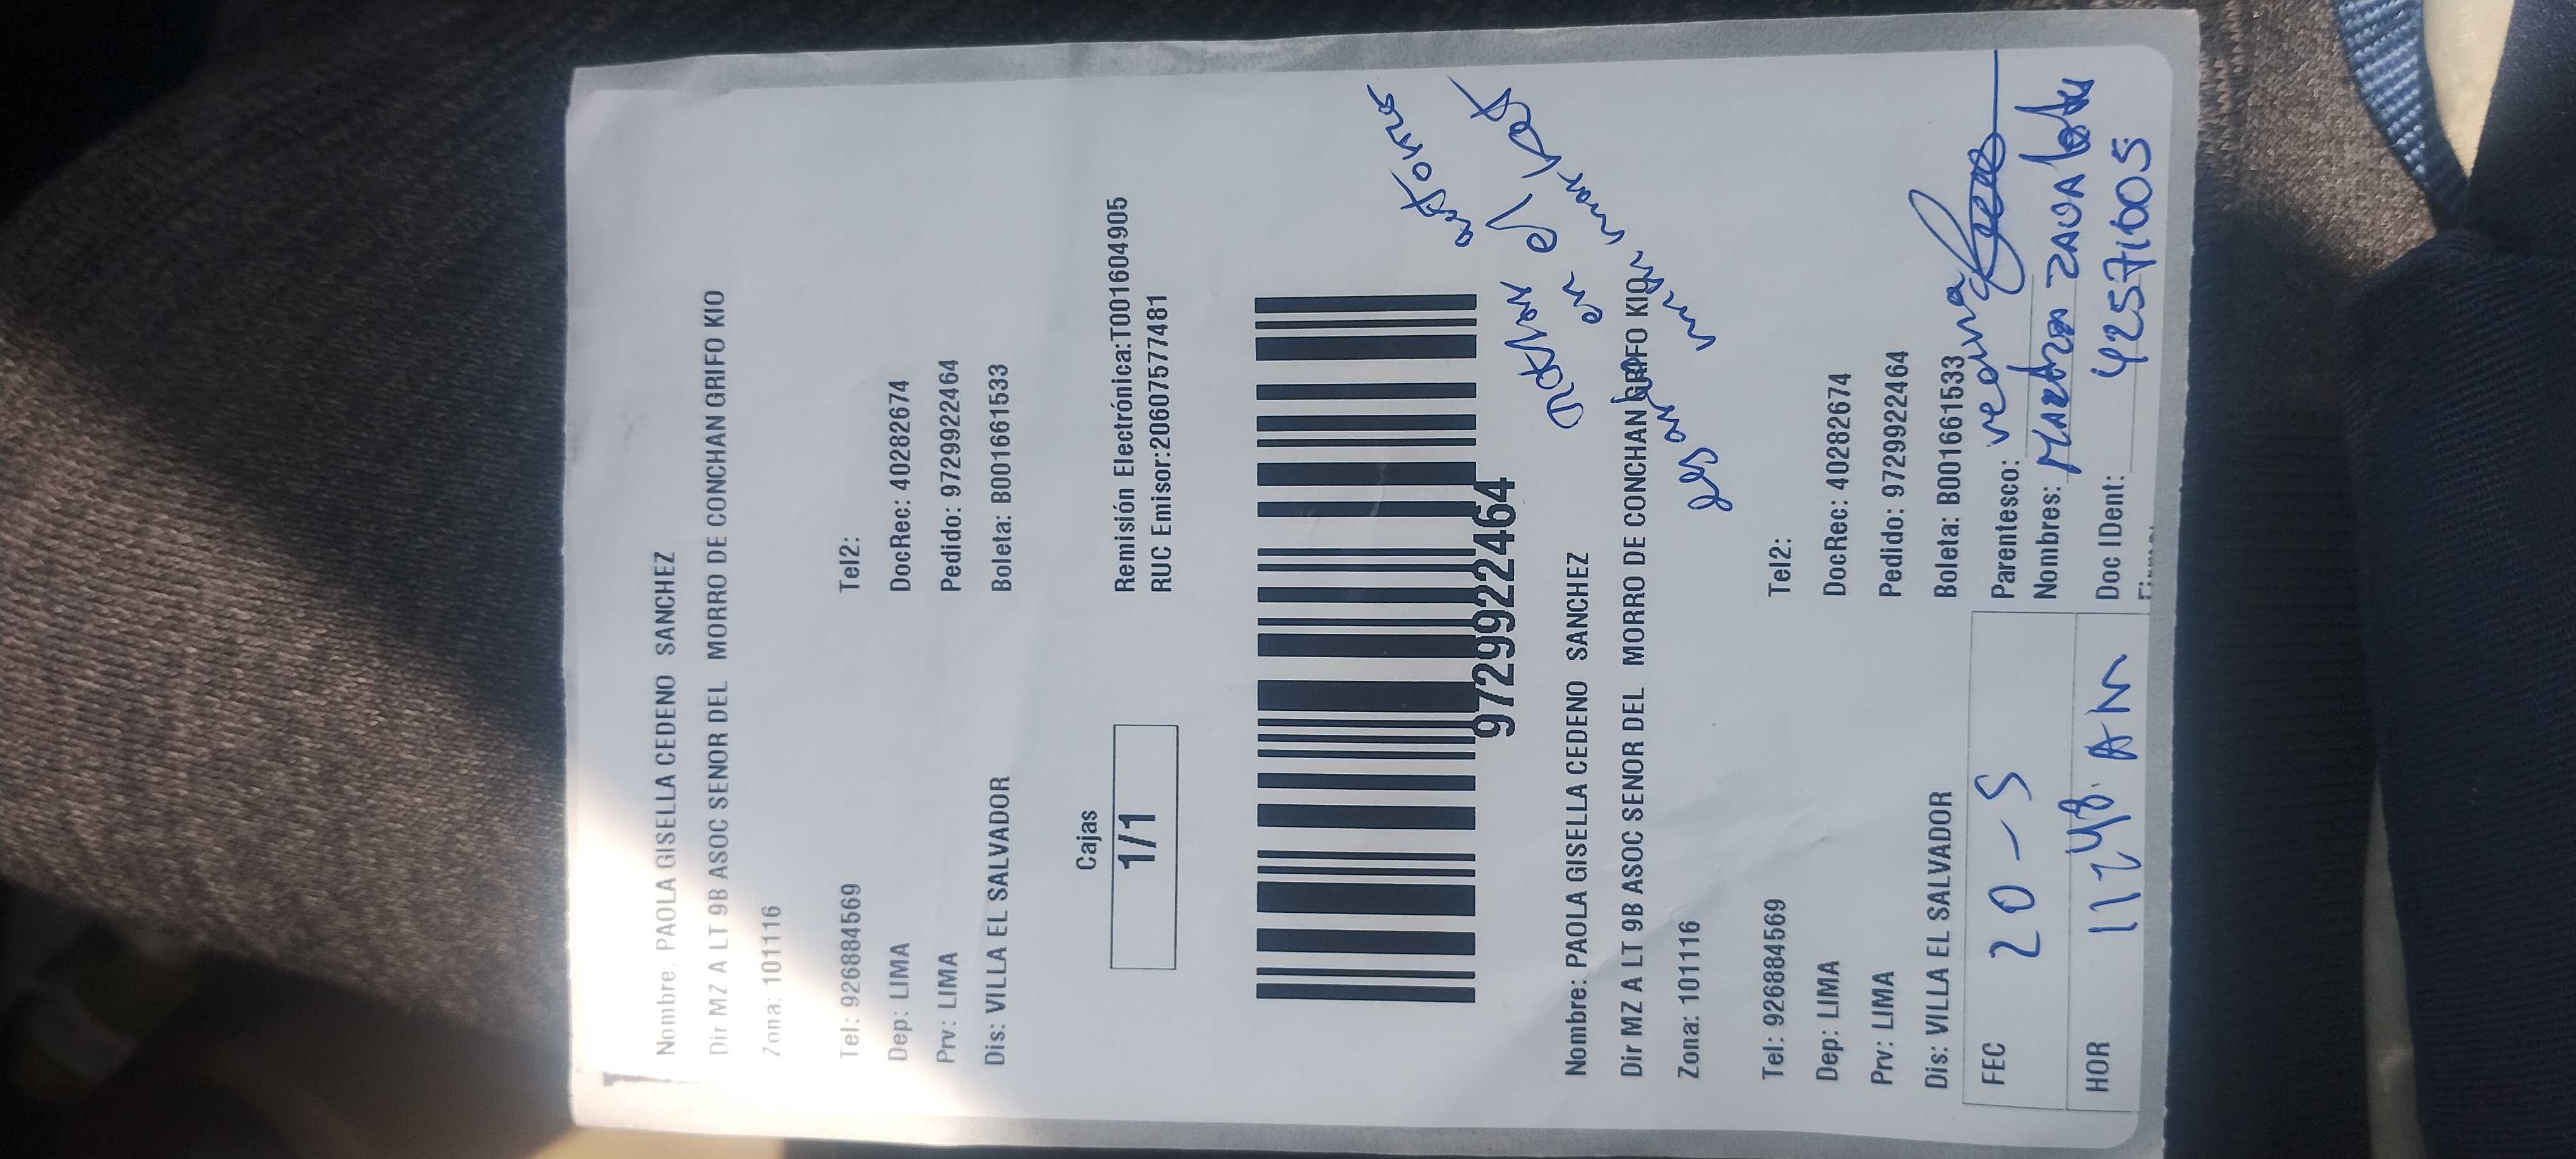 Nombre: PAOLA GISELLA CEDENO SANCHEZ
Dir MZ A LT 9B ASOC SENOR DEL MORRO DE CONCHAN GRIFO KIO
Zona: 101116
Tel: 926884569 Tel2:
Dep: LIMA DocRec: 40282674
Prv: LIMA Pedido: 9729922464
Dis: VILLA EL SALVADOR Boleta: B001661533
Cajas
1/1
Remisión Electrónica:T001604905
RUC Emisor:20607577481
9729922464
en el
Nombre: PAOLA GISELLA CEDENO SANCHEZ
Dir MZ A LT 9B ASOC SENOR DEL MORRO DE CONCHAN GRIFO KIO
Zona: 101116
Tel: 926884569 Tel2:
Dep: LIMA DocRec: 40282674
Prv: LIMA Pedido: 9729922464
Dis: VILLA EL SALVADOR Boleta: B001661533
FEC 20-5 Parentesco: vecina
Nombres:
HOR 11:48 AM Doc IDent: 42571005